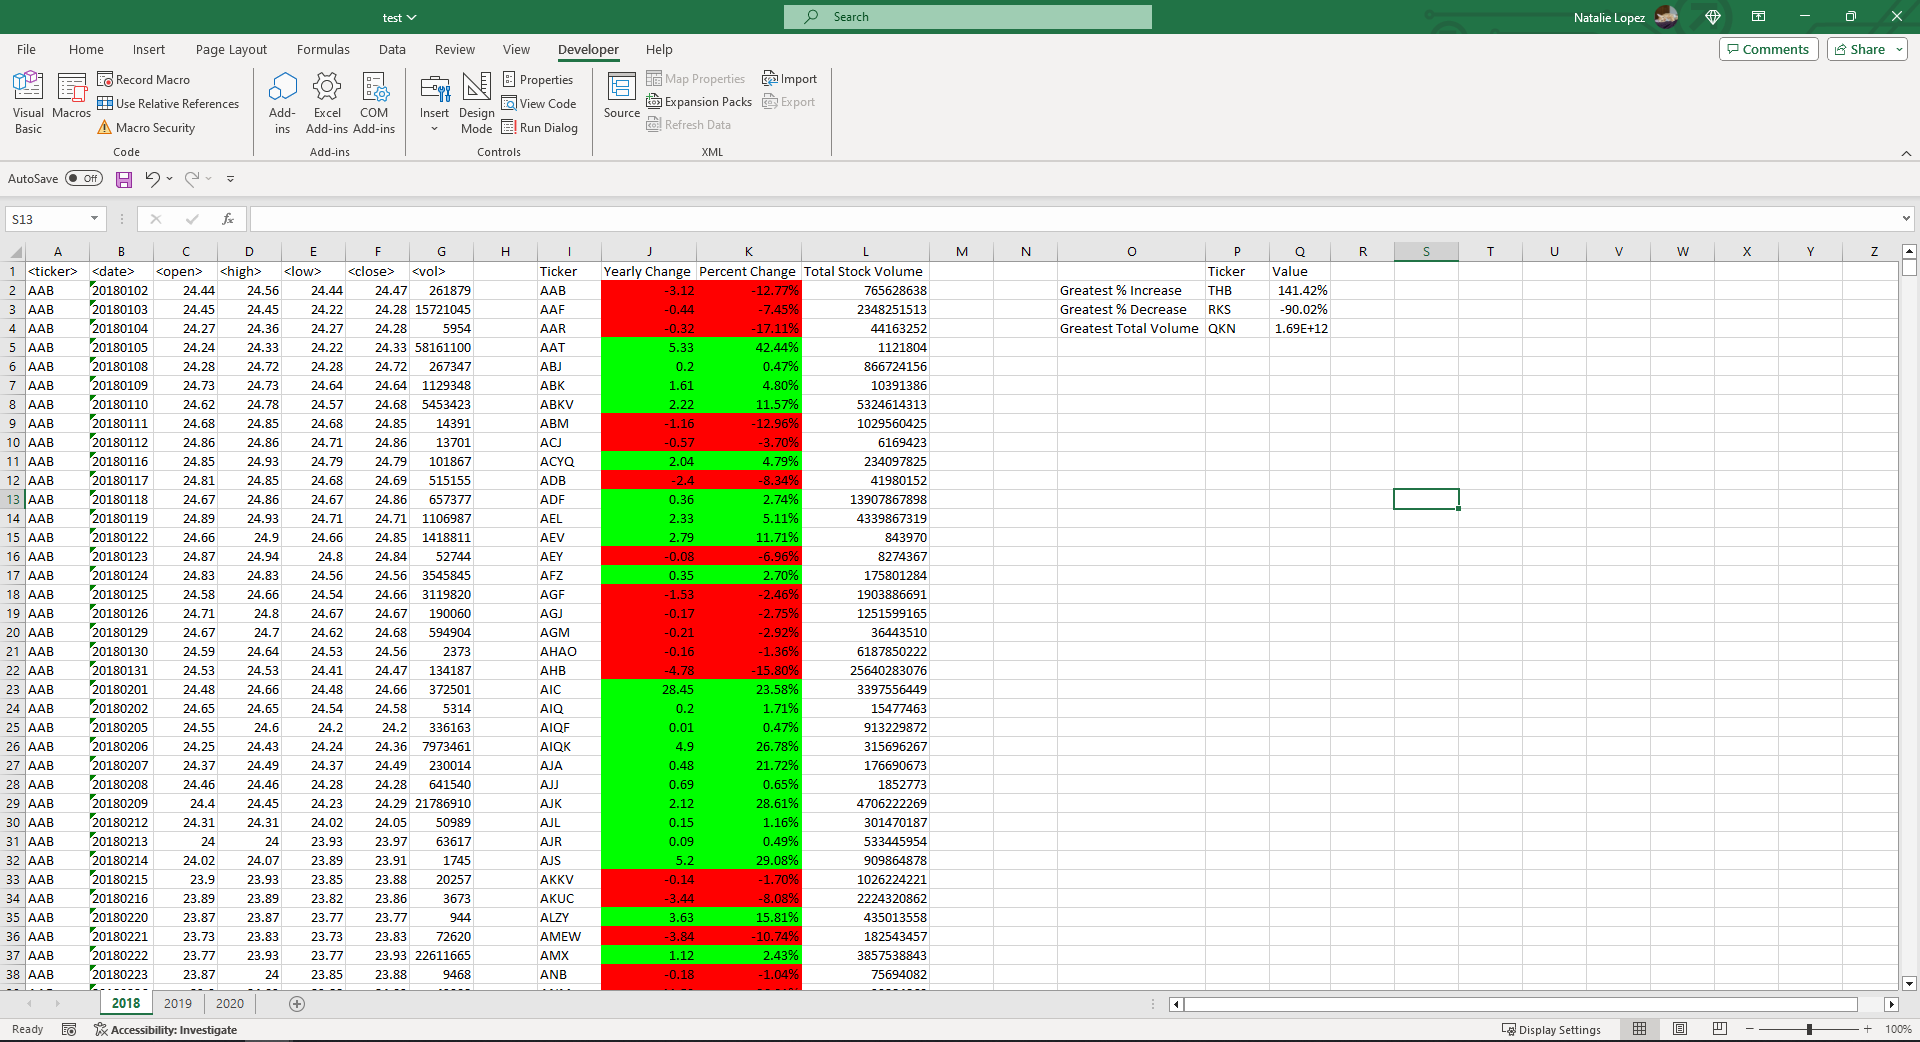 test
Search
Natalie Lopez
File Home Insert Page Layout Formulas Data Review View Developer Help
Comments Share
Visual Basic
Macros
Record Macro
Use Relative References
Macro Security
Code
Add-ins
Excel Add-ins
COM Add-ins
Add-ins
Insert
Design Mode
Properties
View Code
Run Dialog
Controls
Source
Map Properties
Expansion Packs
Refresh Data
Import
Export
XML
AutoSave Off
S13 fx
A B C D E F G H I J K L M N O P Q R S T U V W X Y Z
1 <ticker> <date> <open> <high> <low> <close> <vol> Ticker Yearly Change Percent Change Total Stock Volume Ticker Value
2 AAB 20180102 24.44 24.56 24.44 24.47 261879 AAB -3.12 -12.77% 765628638 Greatest % Increase THB 141.42%
3 AAB 20180103 24.45 24.45 24.22 24.28 15721045 AAF -0.44 -7.45% 2348251513 Greatest % Decrease RKS -90.02%
4 AAB 20180104 24.27 24.36 24.27 24.28 5954 AAR -0.32 -17.11% 44163252 Greatest Total Volume QKN 1.69E+12
5 AAB 20180105 24.24 24.33 24.22 24.33 58161100 AAT 5.33 42.44% 1121804
6 AAB 20180108 24.28 24.72 24.28 24.72 267347 ABJ 0.2 0.47% 866724156
7 AAB 20180109 24.73 24.73 24.64 24.64 1129348 ABK 1.61 4.80% 10391386
8 AAB 20180110 24.62 24.78 24.57 24.68 5453423 ABKV 2.22 11.57% 5324614313
9 AAB 20180111 24.68 24.85 24.68 24.85 14391 ABM -1.16 -12.96% 1029560425
10 AAB 20180112 24.86 24.86 24.71 24.86 13701 ACJ -0.57 -3.70% 6169423
11 AAB 20180116 24.85 24.93 24.79 24.79 101867 ACYQ 2.04 4.79% 234097825
12 AAB 20180117 24.81 24.85 24.68 24.69 515155 ADB -2.4 -8.34% 41980152
13 AAB 20180118 24.67 24.86 24.67 24.86 657377 ADF 0.36 2.74% 13907867898
14 AAB 20180119 24.89 24.93 24.71 24.71 1106987 AEL 2.33 5.11% 4339867319
15 AAB 20180122 24.66 24.9 24.66 24.85 1418811 AEV 2.79 11.71% 843970
16 AAB 20180123 24.87 24.94 24.8 24.84 52744 AEY -0.08 -6.96% 8274367
17 AAB 20180124 24.83 24.83 24.56 24.56 3545845 AFZ 0.35 2.70% 175801284
18 AAB 20180125 24.58 24.66 24.54 24.66 3119820 AGF -1.53 -2.46% 1903886691
19 AAB 20180126 24.71 24.8 24.67 24.67 190060 AGJ -0.17 -2.75% 1251599165
20 AAB 20180129 24.67 24.7 24.62 24.68 594904 AGM -0.21 -2.92% 36443510
21 AAB 20180130 24.59 24.64 24.53 24.56 2373 AHAO -0.16 -1.36% 6187850222
22 AAB 20180131 24.53 24.53 24.41 24.47 134187 AHB -4.78 -15.80% 25640283076
23 AAB 20180201 24.48 24.66 24.48 24.66 372501 AIC 28.45 23.58% 3397556449
24 AAB 20180202 24.65 24.65 24.54 24.58 5314 AIQ 0.2 1.71% 15477463
25 AAB 20180205 24.55 24.6 24.2 24.2 336163 AIQF 0.01 0.47% 913229872
26 AAB 20180206 24.25 24.43 24.24 24.36 7973461 AIQK 4.9 26.78% 315696267
27 AAB 20180207 24.37 24.49 24.37 24.49 230014 AJA 0.48 21.72% 176690673
28 AAB 20180208 24.46 24.46 24.28 24.28 641540 AJJ 0.69 0.65% 1852773
29 AAB 20180209 24.4 24.45 24.23 24.29 21786910 AJK 2.12 28.61% 4706222269
30 AAB 20180212 24.31 24.31 24.02 24.05 50989 AJL 0.15 1.16% 301470187
31 AAB 20180213 24 24 23.93 23.97 63617 AJR 0.09 0.49% 533445954
32 AAB 20180214 24.02 24.07 23.89 23.91 1745 AJS 5.2 29.08% 909864878
33 AAB 20180215 23.9 23.93 23.85 23.88 20257 AKKV -0.14 -1.70% 1026224221
34 AAB 20180216 23.89 23.89 23.82 23.86 3673 AKUC -3.44 -8.08% 2224320862
35 AAB 20180220 23.87 23.87 23.77 23.77 944 ALZY 3.63 15.81% 435013558
36 AAB 20180221 23.73 23.83 23.73 23.83 72620 AMEW -3.84 -10.74% 182543457
37 AAB 20180222 23.77 23.93 23.77 23.93 22611665 AMX 1.12 2.43% 3857538843
38 AAB 20180223 23.87 24 23.85 23.88 9468 ANB -0.18 -1.04% 75694082
2018 2019 2020
Ready Accessibility: Investigate Display Settings 100%